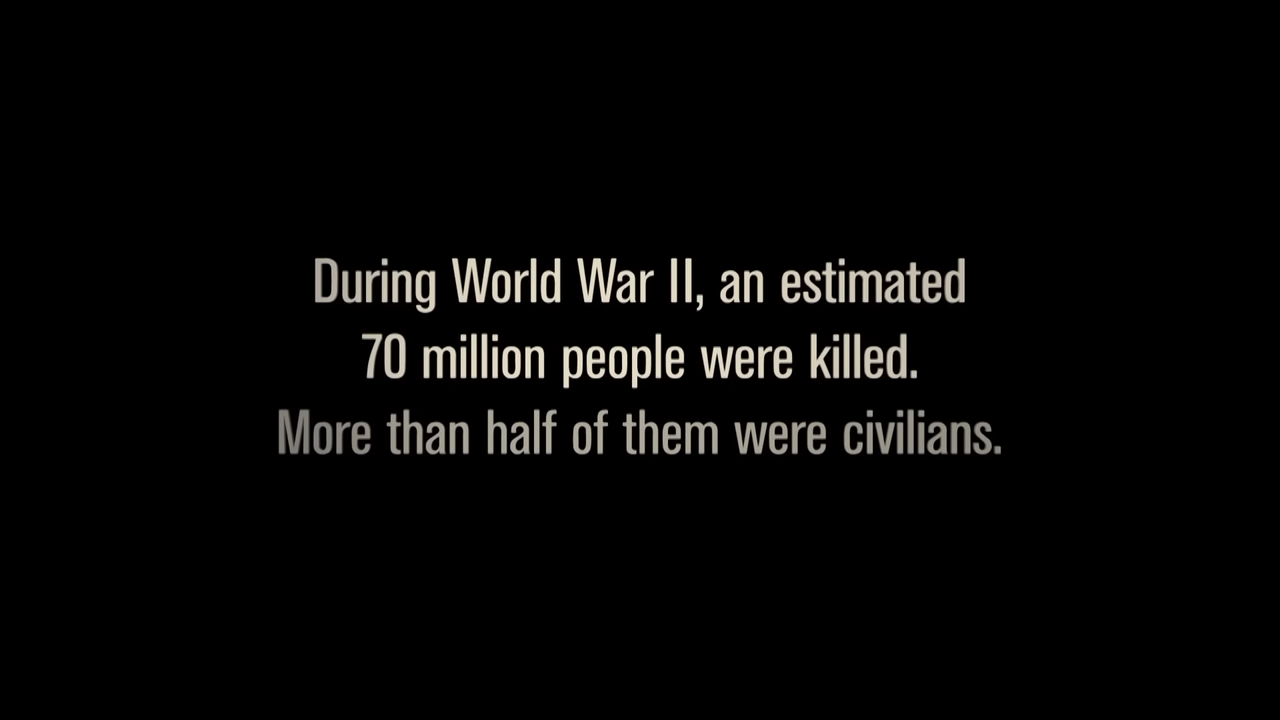 During World War II, an estimated
70 million people were killed.
More than half of them were civilians.